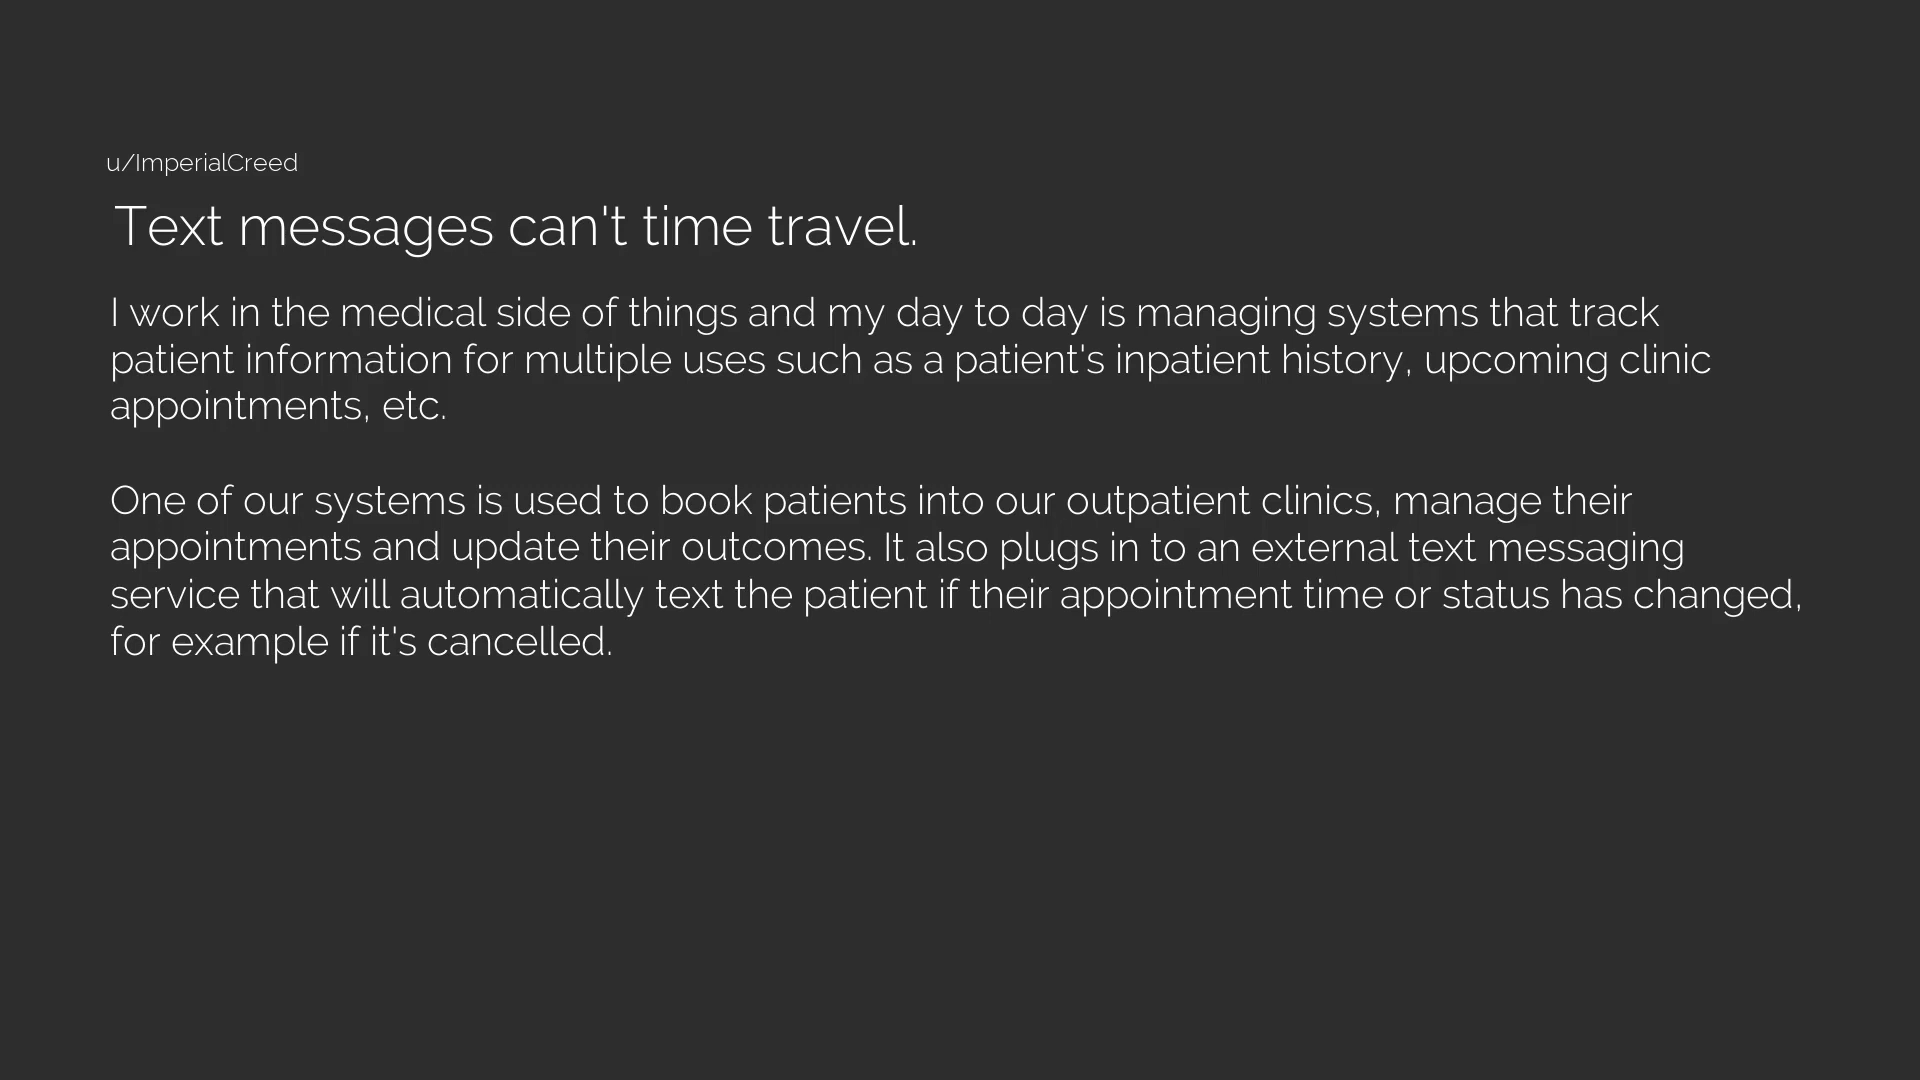 u/ImperialCreed
Text messages can't time travel.
I work in the medical side of things and my day to day is managing systems that track
patient information for multiple uses such as a patient's inpatient history, upcoming clinic
appointments, etc.
One of our systems is used to book patients into our outpatient clinics, manage their
appointments and update their outcomes. It also plugs in to an external text messaging
service that will automatically text the patient if their appointment time or status has changed,
for example if it's cancelled.